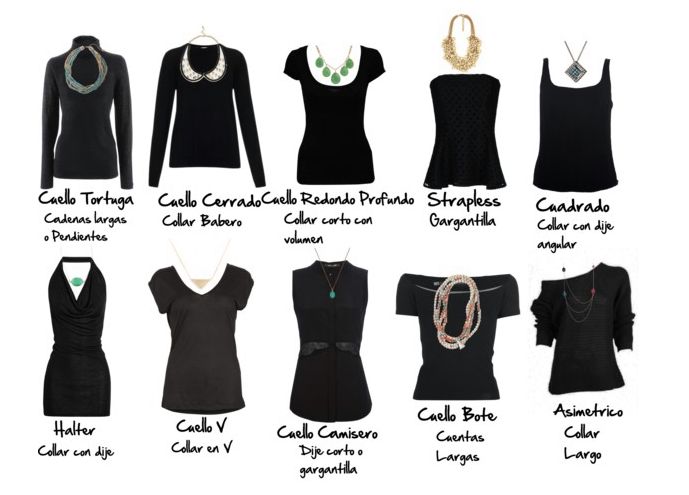 Cuello Tortuga
Cadenas largas
o Pendientes
Cuello Cerrado
Collar Babero
Cuello Redondo Profundo
Collar corto con
volumen
Strapless
Gargantilla
Cuadrado
Collar con dije
angular
Halter
Collar con dije
Cuello V
Collar en V
Cuello Camisero
Dije corto o
gargantilla
Cuello Bote
Cuentas
Largas
Asimetrico
Collar
Largo